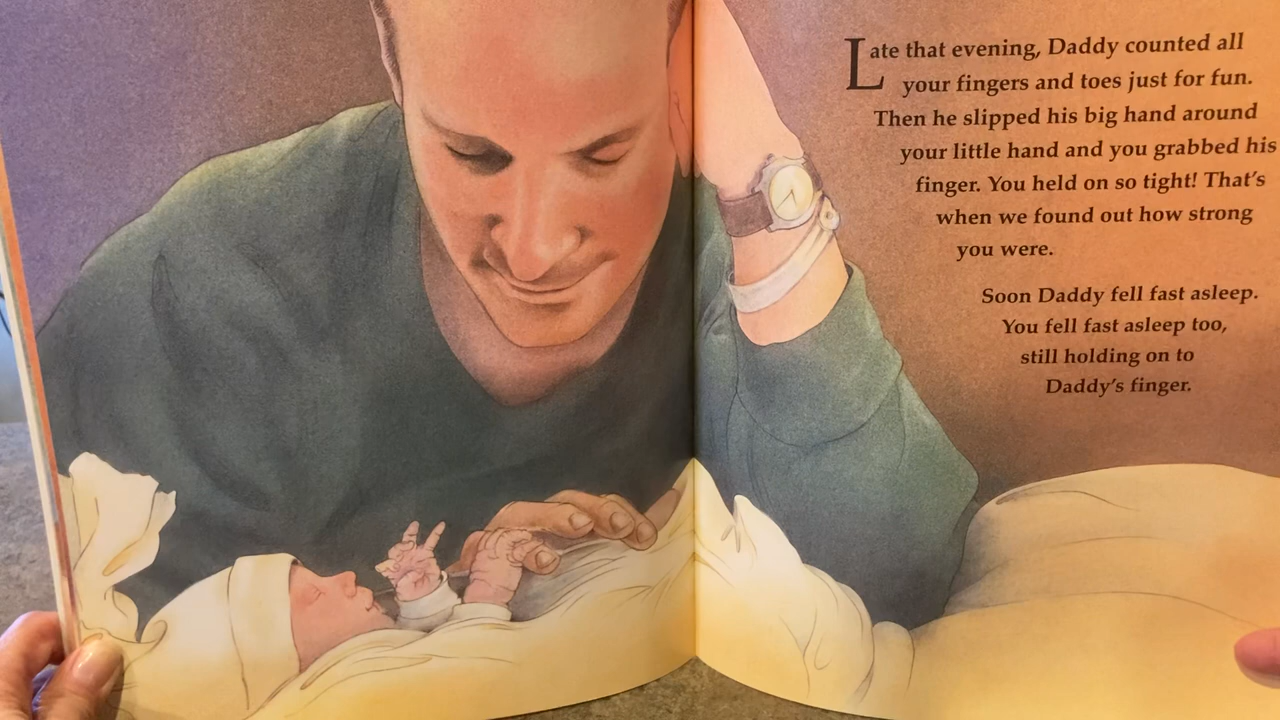 Late that evening, Daddy counted all
your fingers and toes just for fun.
Then he slipped his big hand around
your little hand and you grabbed his
finger. You held on so tight! That's
when we found out how strong
you were.
Soon Daddy fell fast asleep.
You fell fast asleep too,
still holding on to
Daddy's finger.